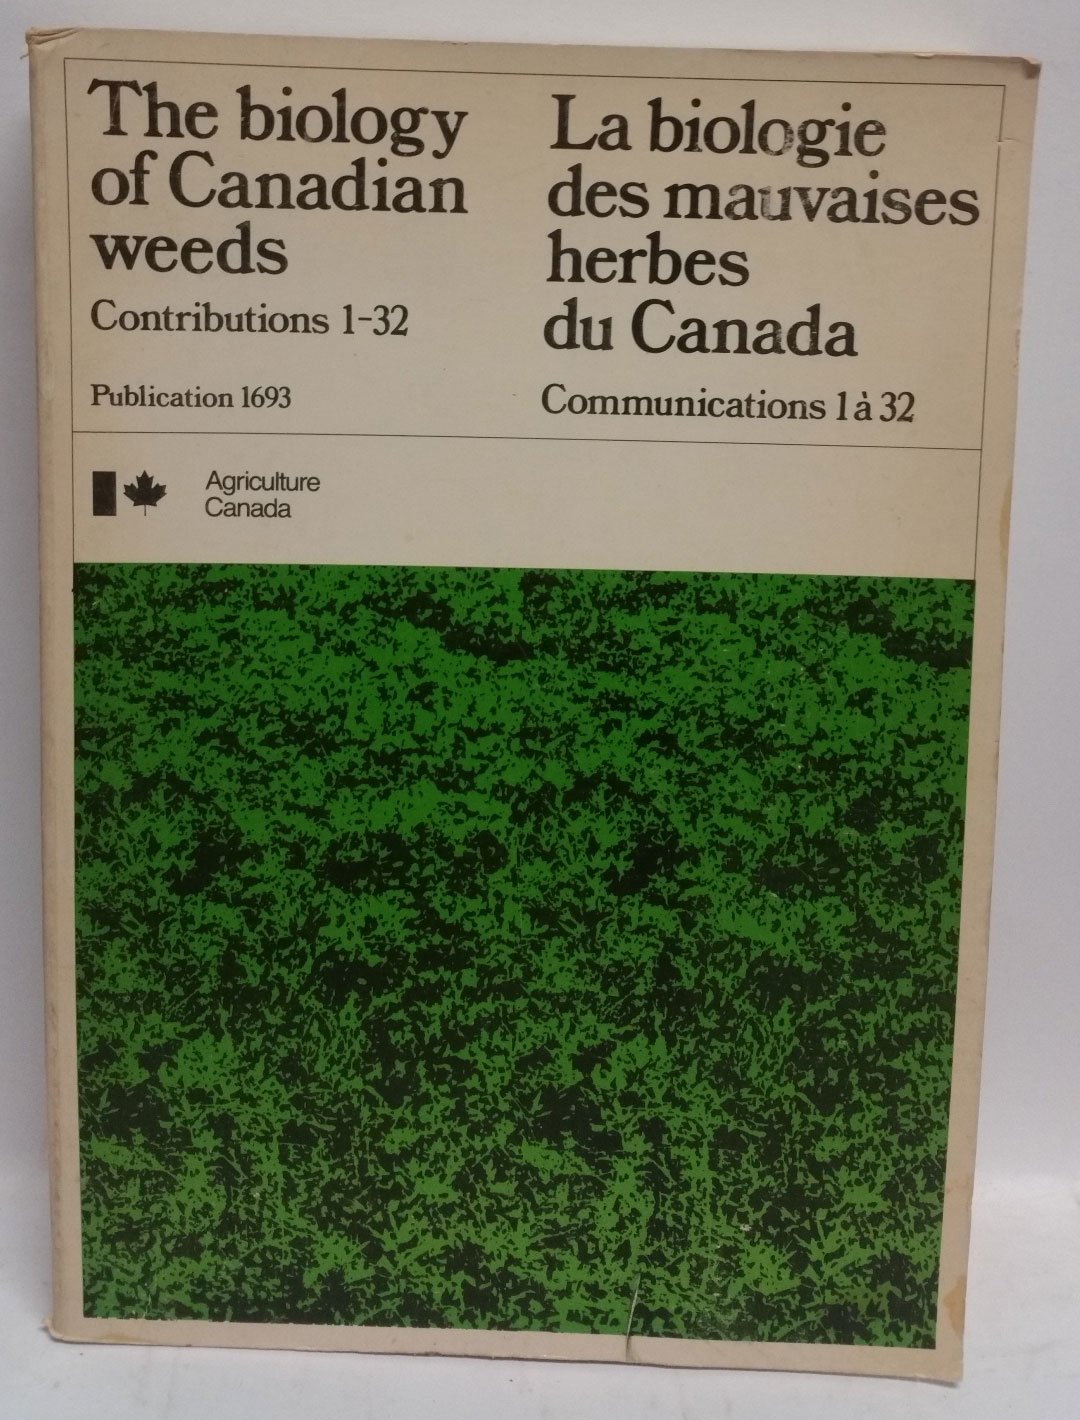 The biology
of Canadian
weeds
Contributions 1-32
Publication 1693
La biologie
des mauvaises
herbes
du Canada
Communications 1 à 32
Agriculture
Canada